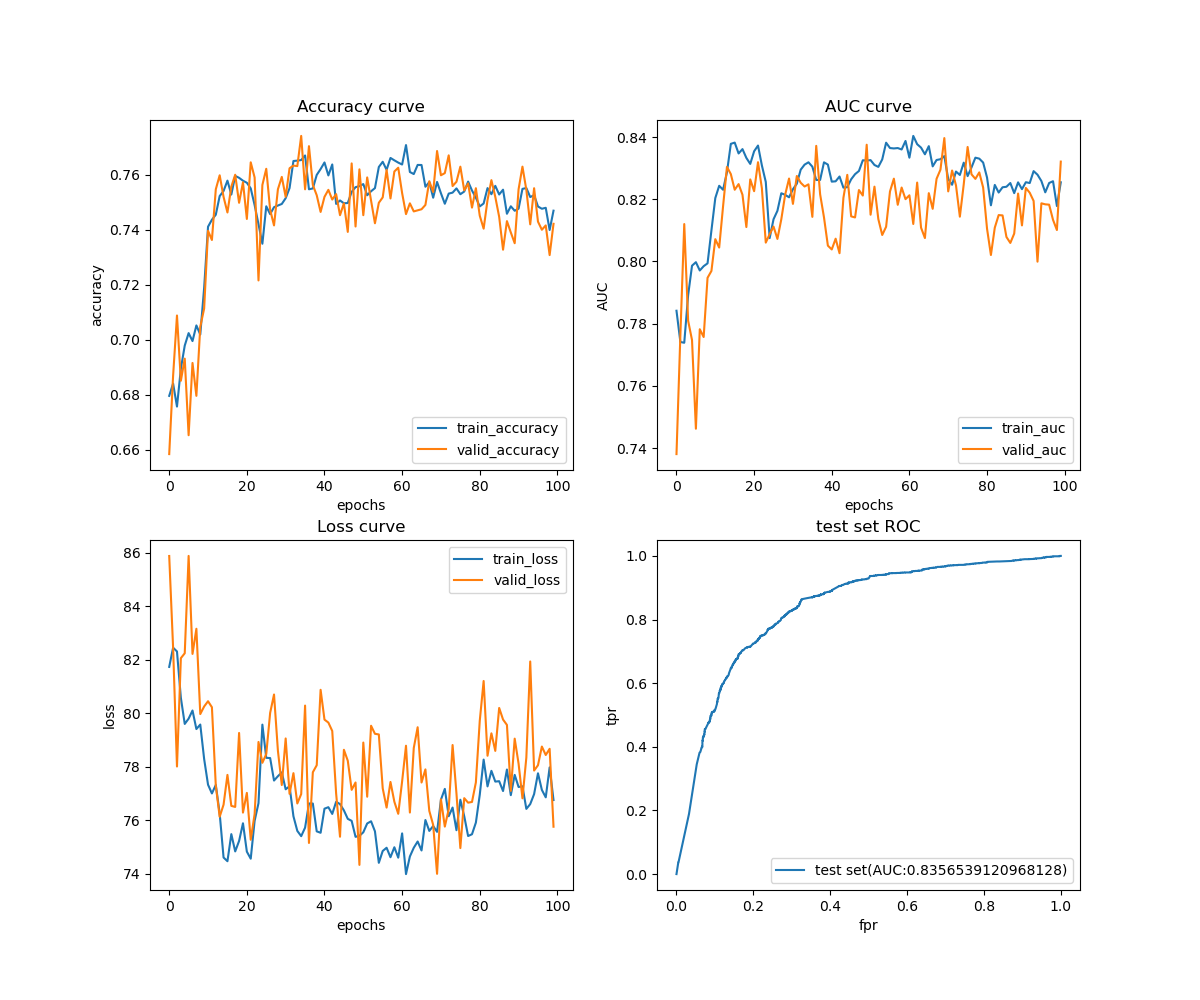 Accuracy curve
accuracy
0.76
0.74
0.72
0.70
0.68
0.66
train_accuracy
valid_accuracy
0 20 40 60 80 100
epochs
AUC curve
AUC
0.84
0.82
0.80
0.78
0.76
0.74
train_auc
valid_auc
0 20 40 60 80 100
epochs
Loss curve
loss
86
84
82
80
78
76
74
train_loss
valid_loss
0 20 40 60 80 100
epochs
test set ROC
tpr
1.0
0.8
0.6
0.4
0.2
0.0
test set(AUC:0.8356539120968128)
0.0 0.2 0.4 0.6 0.8 1.0
fpr